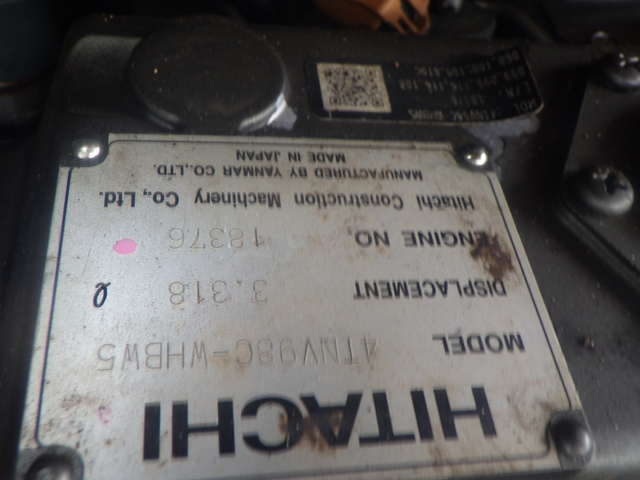 HITACHI
MODEL 4TNV98C-WHBW5
DISPLACEMENT 3.318 ℓ
ENGINE NO. 18376
Hitachi Construction Machinery Co., Ltd.
MANUFACTURED BY YANMAR CO.,LTD.
MADE IN JAPAN